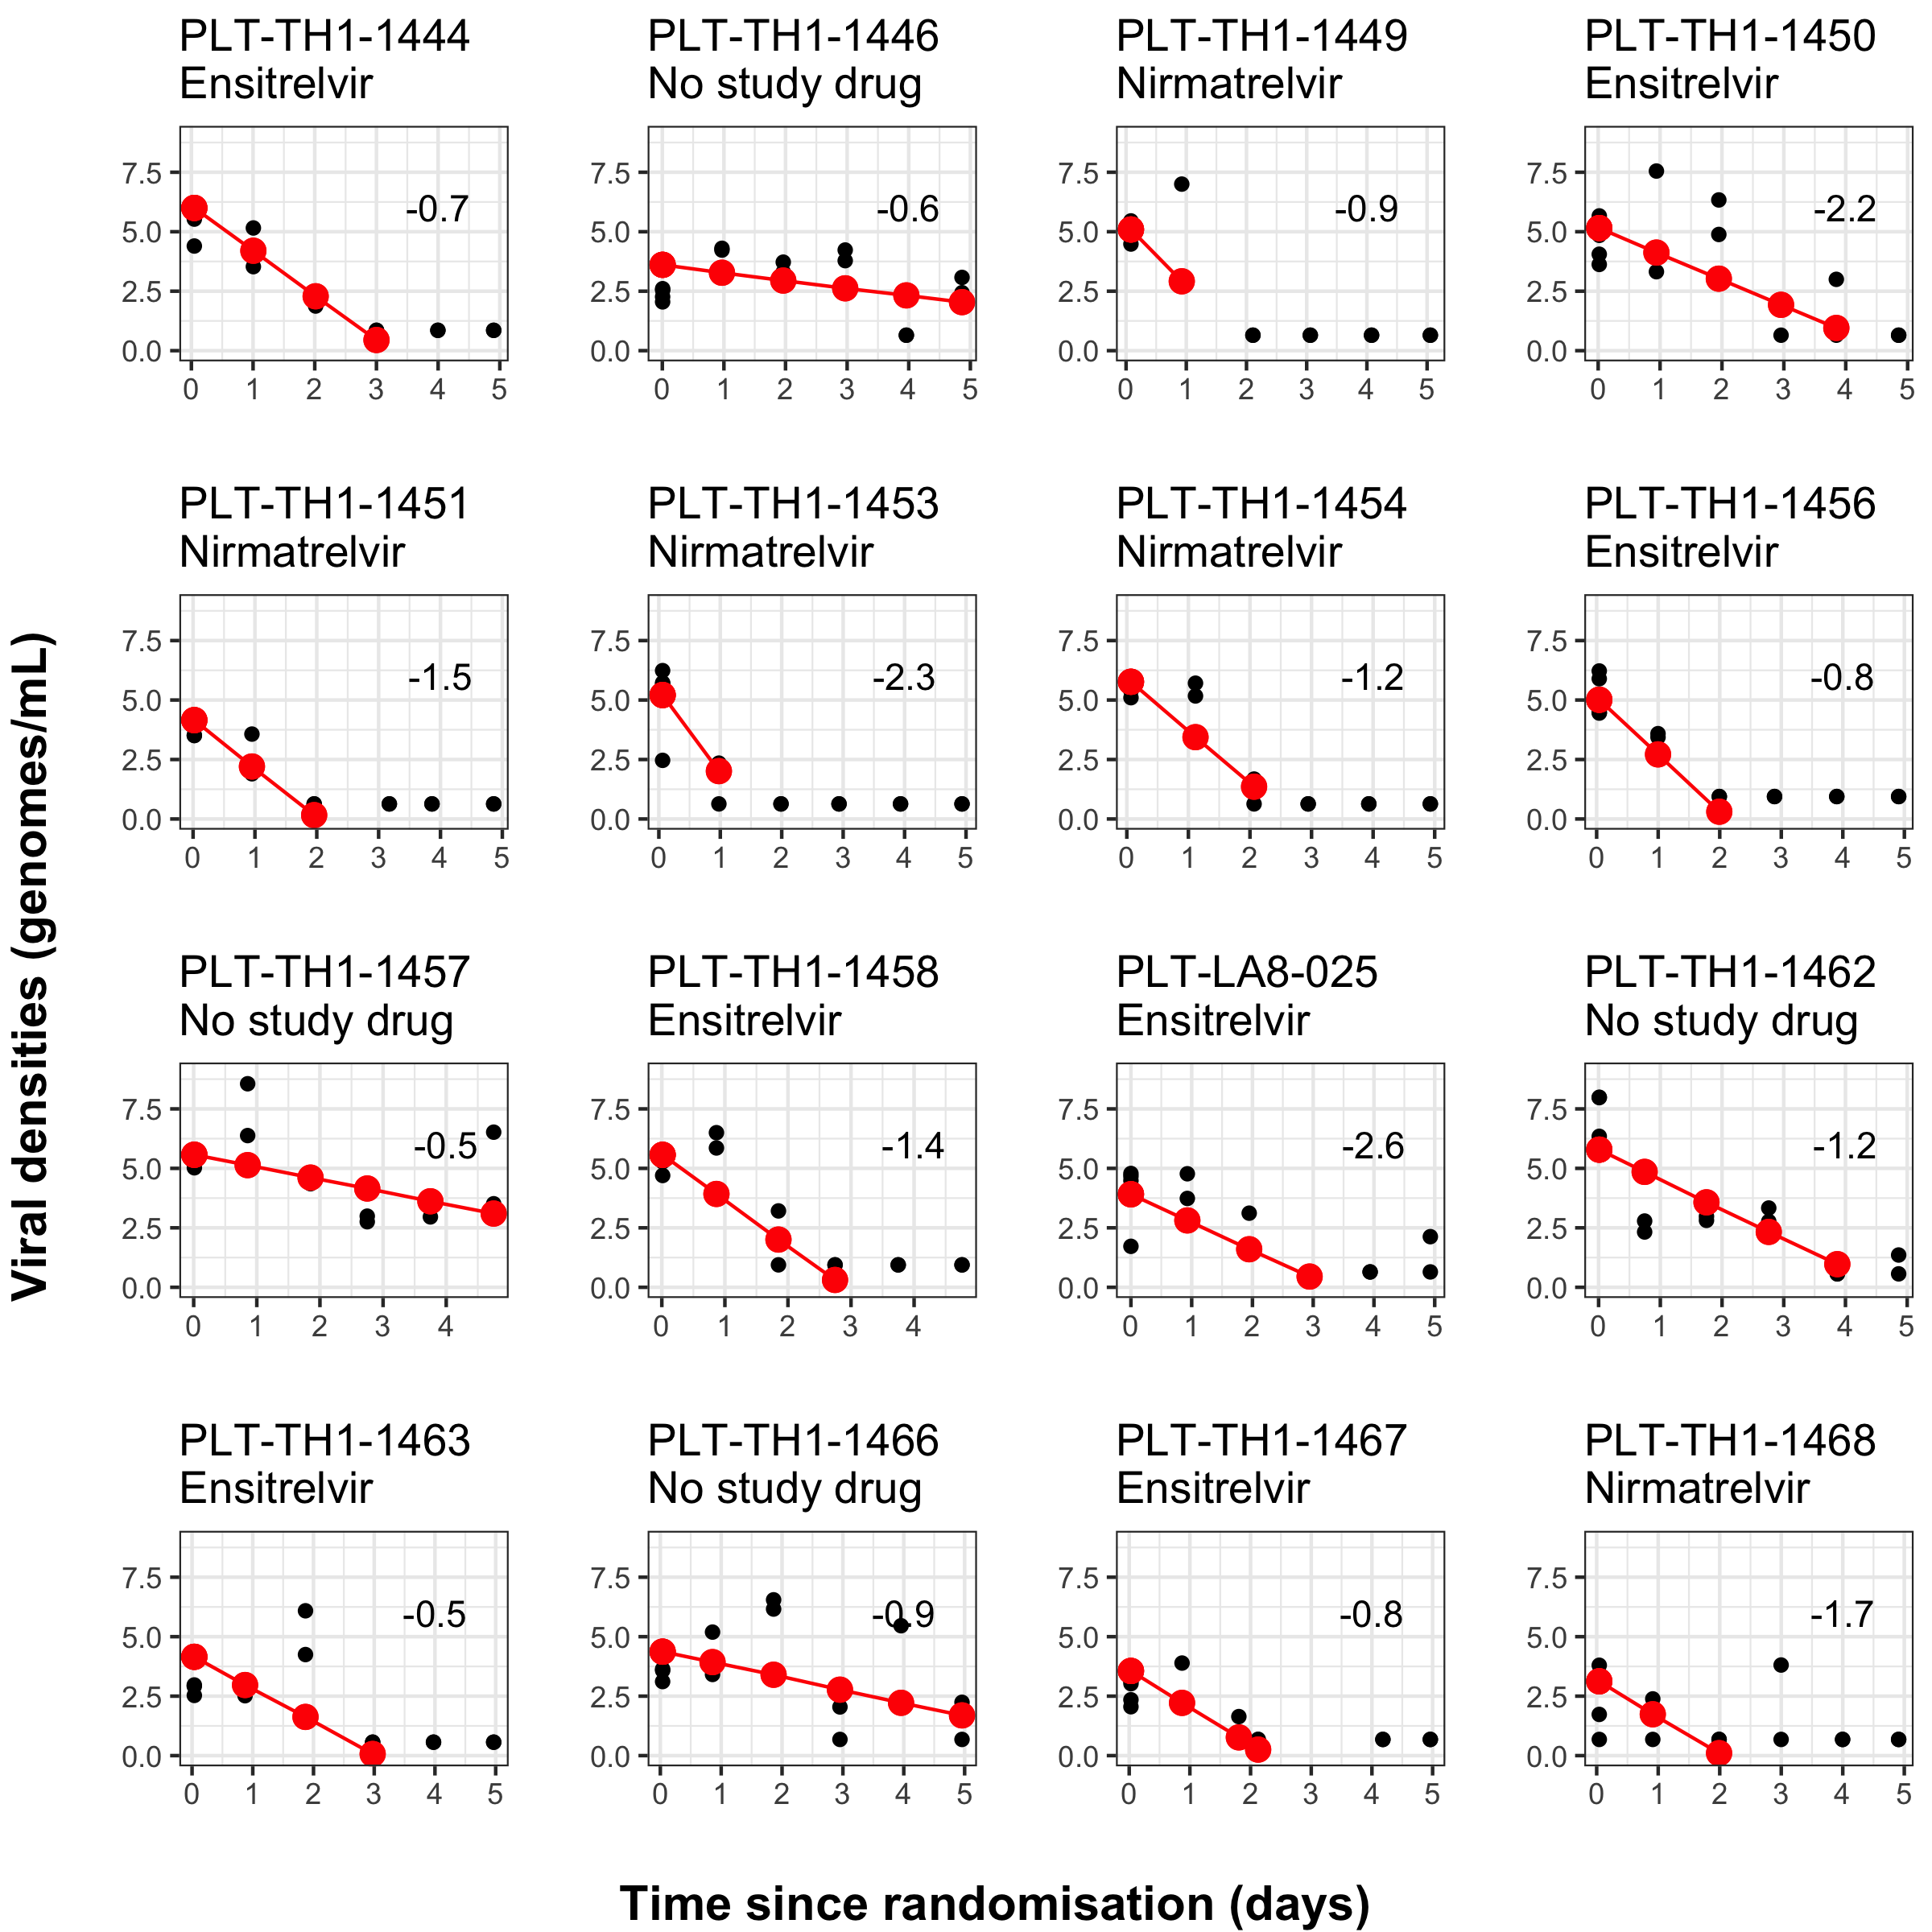 PLT-TH1-1444
Ensitrelvir
PLT-TH1-1446
No study drug
PLT-TH1-1449
Nirmatrelvir
PLT-TH1-1450
Ensitrelvir
7.5
5.0
2.5
0.0
-0.7
0 1 2 3 4 5
7.5
5.0
2.5
0.0
-0.6
0 1 2 3 4 5
7.5
5.0
2.5
0.0
-0.9
0 1 2 3 4 5
7.5
5.0
2.5
0.0
-2.2
0 1 2 3 4 5
PLT-TH1-1451
Nirmatrelvir
PLT-TH1-1453
Nirmatrelvir
PLT-TH1-1454
Nirmatrelvir
PLT-TH1-1456
Ensitrelvir
7.5
5.0
2.5
0.0
-1.5
0 1 2 3 4 5
7.5
5.0
2.5
0.0
-2.3
0 1 2 3 4 5
7.5
5.0
2.5
0.0
-1.2
0 1 2 3 4 5
7.5
5.0
2.5
0.0
-0.8
0 1 2 3 4 5
Viral densities (genomes/mL)
PLT-TH1-1457
No study drug
PLT-TH1-1458
Ensitrelvir
PLT-LA8-025
Ensitrelvir
PLT-TH1-1462
No study drug
7.5
5.0
2.5
0.0
-0.5
0 1 2 3 4
7.5
5.0
2.5
0.0
-1.4
0 1 2 3 4
7.5
5.0
2.5
0.0
-2.6
0 1 2 3 4 5
7.5
5.0
2.5
0.0
-1.2
0 1 2 3 4 5
PLT-TH1-1463
Ensitrelvir
PLT-TH1-1466
No study drug
PLT-TH1-1467
Ensitrelvir
PLT-TH1-1468
Nirmatrelvir
7.5
5.0
2.5
0.0
-0.5
0 1 2 3 4 5
7.5
5.0
2.5
0.0
-0.9
0 1 2 3 4 5
7.5
5.0
2.5
0.0
-0.8
0 1 2 3 4 5
7.5
5.0
2.5
0.0
-1.7
0 1 2 3 4 5
Time since randomisation (days)